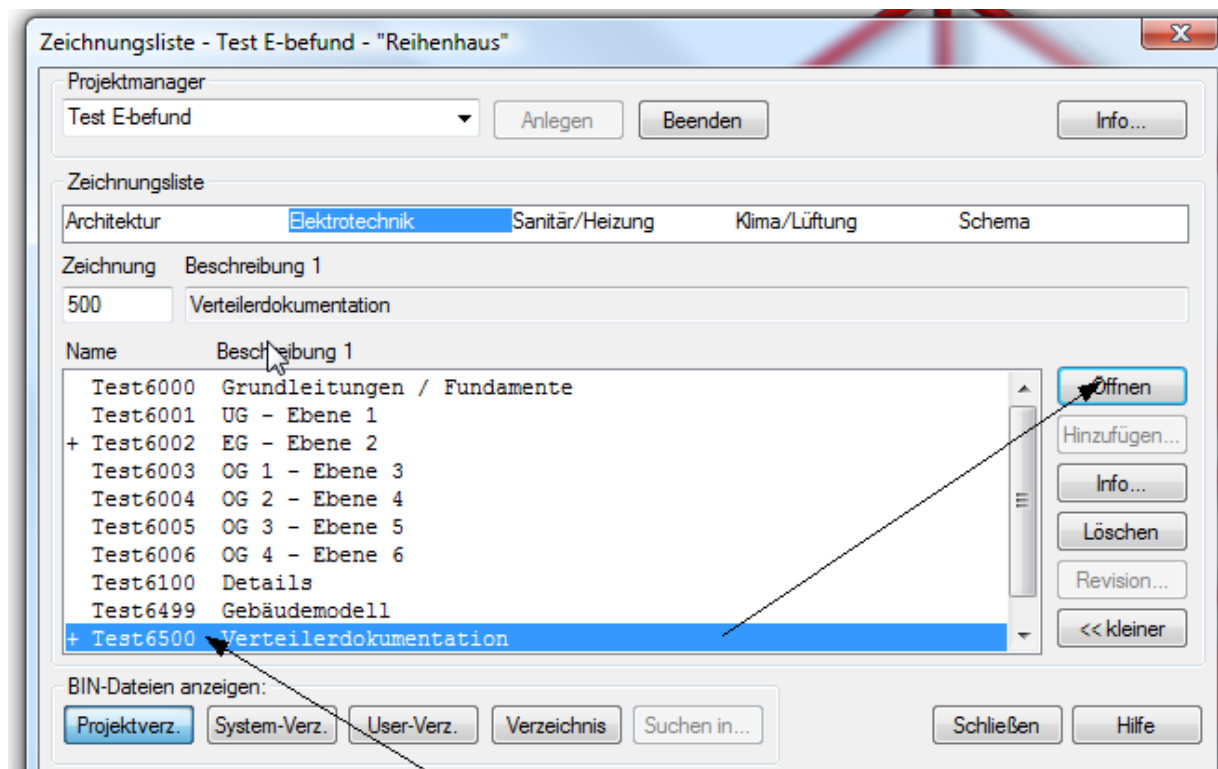 Zeichnungsliste - Test E-befund - "Reihenhaus"
Projektmanager
Test E-befund Anlegen Beenden Info...
Zeichnungsliste
Architektur Elektrotechnik Sanitär/Heizung Klima/Lüftung Schema
Zeichnung Beschreibung 1
500 Verteilerdokumentation
Name Beschreibung 1
Test6000 Grundleitungen / Fundamente
Öffnen
Test6001 UG - Ebene 1
+ Test6002 EG - Ebene 2
Hinzufügen...
Test6003 OG 1 - Ebene 3
Info...
Test6004 OG 2 - Ebene 4
Test6005 OG 3 - Ebene 5
Löschen
Test6006 OG 4 - Ebene 6
Test6100 Details
Revision...
Test6499 Gebäudemodell
+ Test6500 Verteilerdokumentation
<< kleiner
BIN-Dateien anzeigen:
Projektverz. System-Verz. User-Verz. Verzeichnis Suchen in... Schließen Hilfe